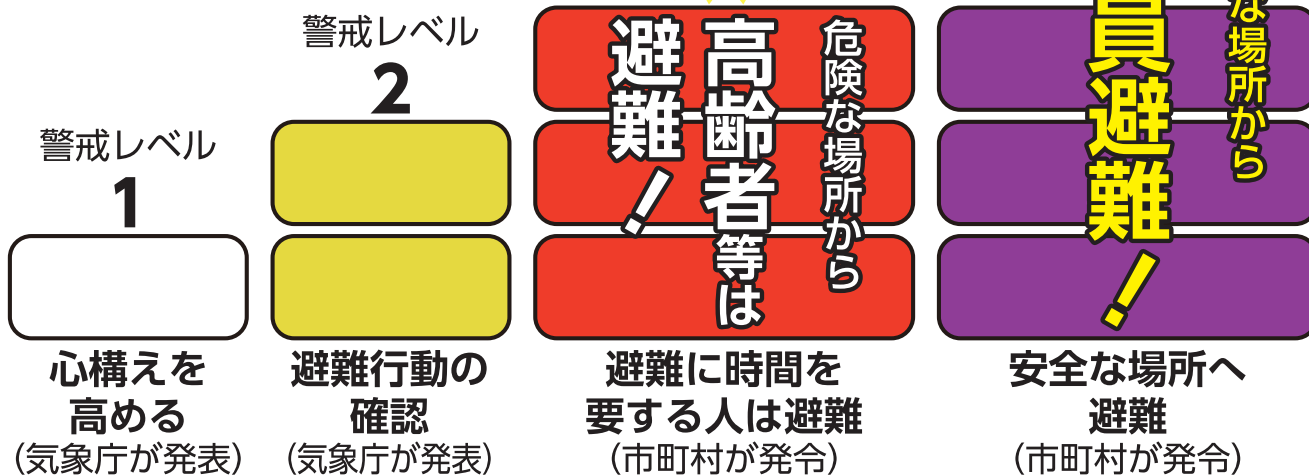 警戒レベル
1
心構えを
高める
(気象庁が発表)
警戒レベル
2
避難行動の
確認
(気象庁が発表)
危険な場所から
高齢者等は
避難!
避難に時間を
要する人は避難
(市町村が発令)
な場所から
員避難!
安全な場所へ
避難
(市町村が発令)